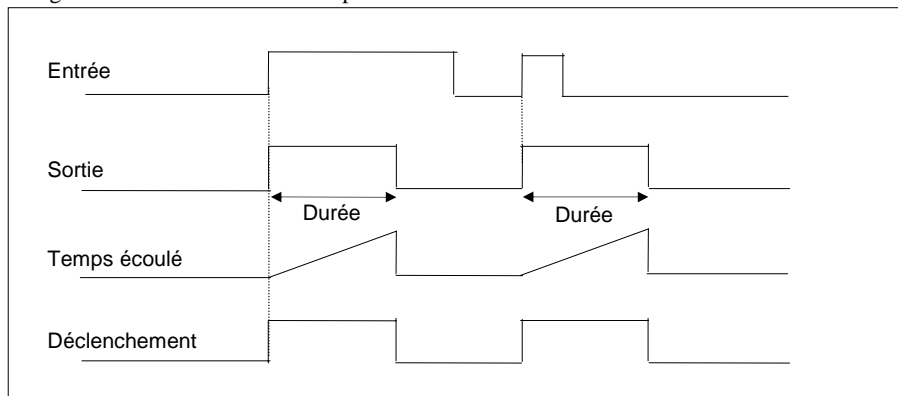 Entrée
Sortie
Durée Durée
Temps écoulé
Déclenchement